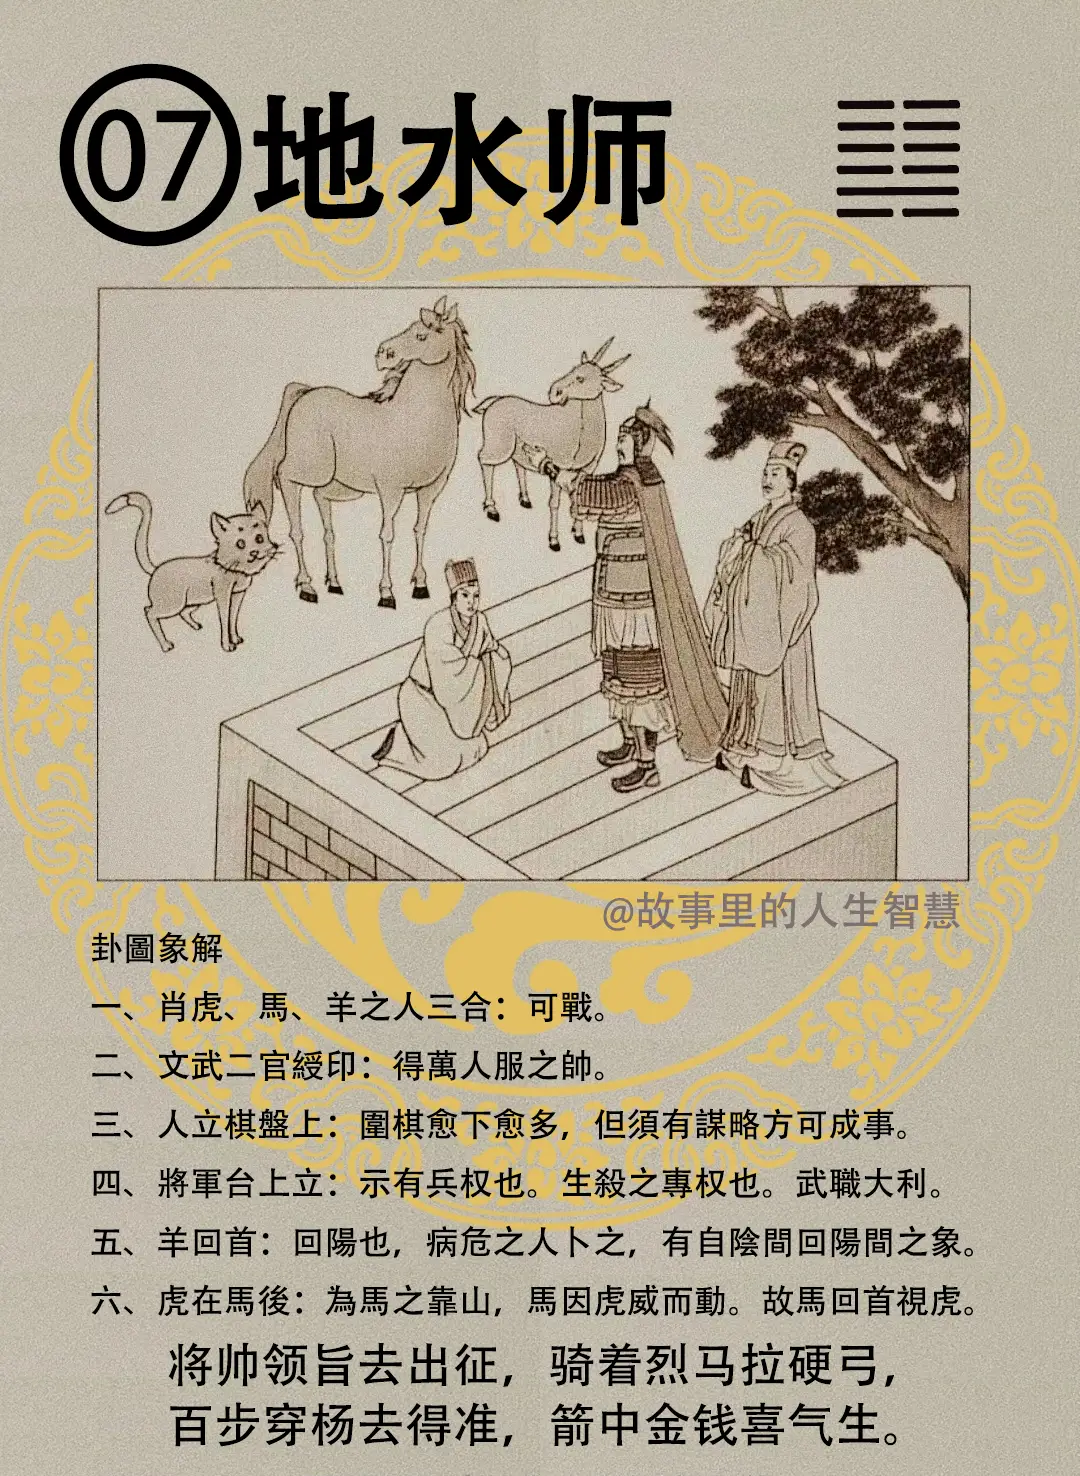 07 地水师
@故事里的人生智慧
卦圖象解
一、肖虎、馬、羊之人三合：可戰。
二、文武二官綬印：得萬人服之帥。
三、人立棋盤上：圍棋愈下愈多，但須有謀略方可成事。
四、將軍台上立：示有兵权也。生殺之專权也。武職大利。
五、羊回首：回陽也，病危之人卜之，有自陰間回陽間之象。
六、虎在馬後：為馬之靠山，馬因虎威而動。故馬回首視虎。
将帅领旨去出征，骑着烈马拉硬弓，
百步穿杨去得准，箭中金钱喜气生。